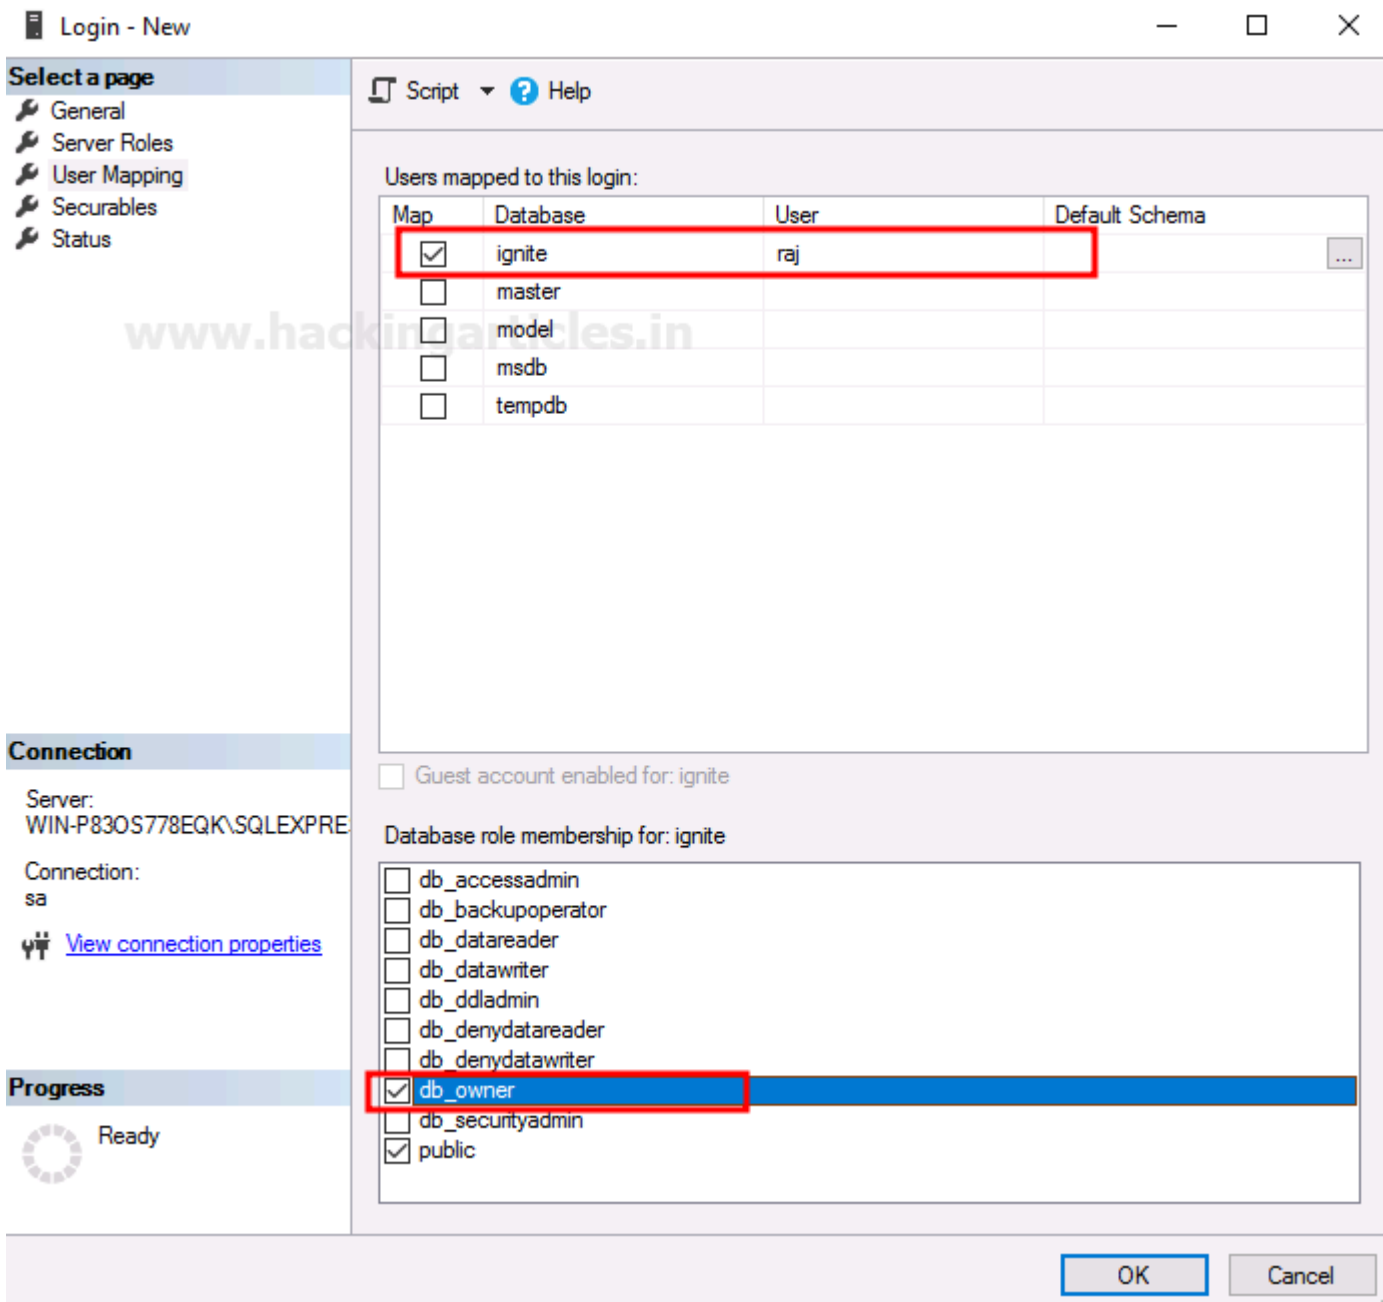 Login - New
Select a page
General
Server Roles
User Mapping
Securables
Status
Script
Help
Users mapped to this login:
Map Database User Default Schema
ignite raj ...
master
model
msdb
tempdb
www.hackingarticles.in
Guest account enabled for: ignite
Database role membership for: ignite
db_accessadmin
db_backupoperator
db_datareader
db_datawriter
db_ddladmin
db_denydatareader
db_denydatawriter
db_owner
db_securityadmin
public
Connection
Server:
WIN-P83OS778EQK\SQLEXPRE
Connection:
sa
View connection properties
Progress
Ready
OK Cancel